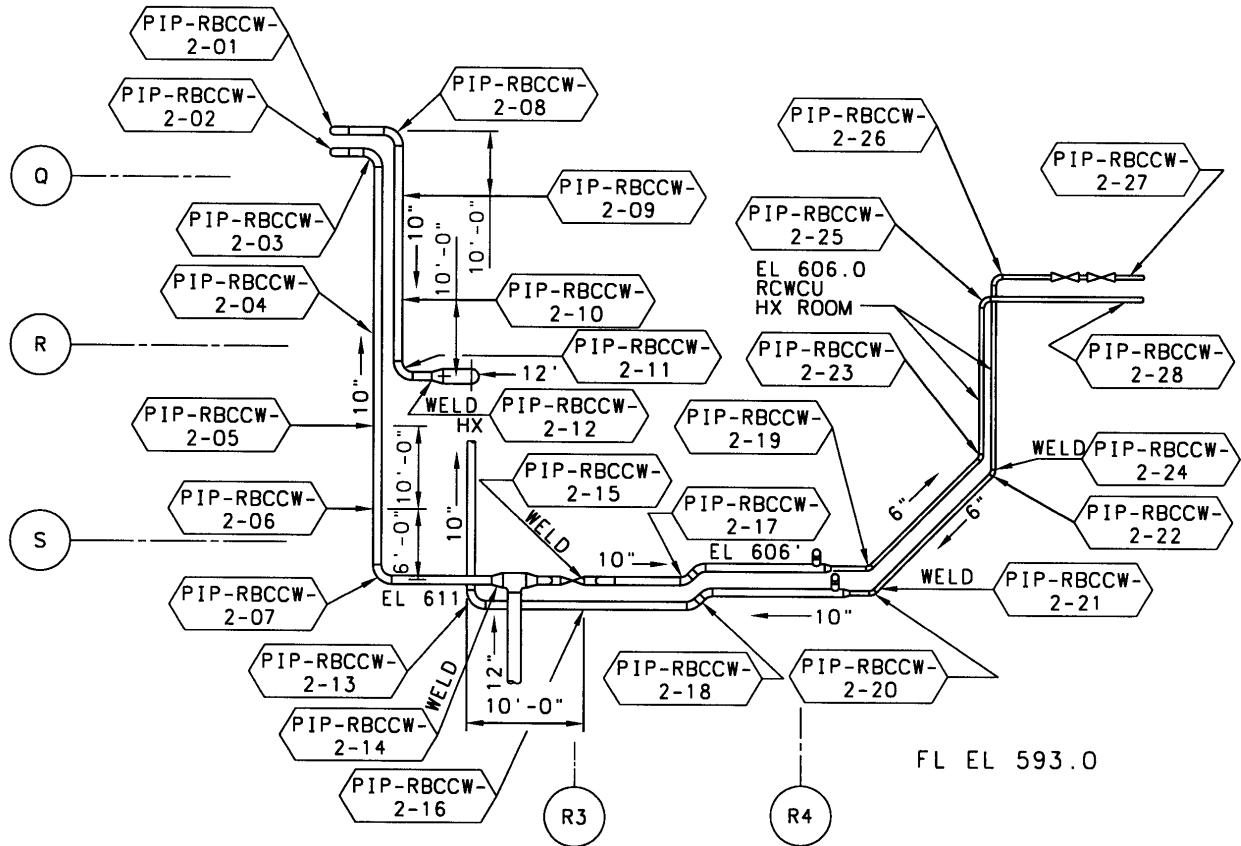 PIP-RBCCW-
2-01
PIP-RBCCW-
2-02
PIP-RBCCW-
2-08
PIP-RBCCW-
2-26
PIP-RBCCW-
2-27
Q
PIP-RBCCW-
2-03
PIP-RBCCW-
2-09
10"
10'-0"
10'-0"
PIP-RBCCW-
2-25
EL 606.0
RCWCU
HX ROOM
PIP-RBCCW-
2-04
PIP-RBCCW-
2-10
R
PIP-RBCCW-
2-11
PIP-RBCCW-
2-23
PIP-RBCCW-
2-28
10"
12'
WELD
HX
PIP-RBCCW-
2-12
PIP-RBCCW-
2-05
PIP-RBCCW-
2-19
WELD
PIP-RBCCW-
2-24
10'-0"
PIP-RBCCW-
2-15
PIP-RBCCW-
2-06
6'-0"
10"
WELD
PIP-RBCCW-
2-17
6"
6"
PIP-RBCCW-
2-22
S
10"
EL 606'
PIP-RBCCW-
2-07
EL 611
WELD
PIP-RBCCW-
2-21
10"
PIP-RBCCW-
2-13
WELD
12"
PIP-RBCCW-
2-18
PIP-RBCCW-
2-20
10'-0"
PIP-RBCCW-
2-14
FL EL 593.0
PIP-RBCCW-
2-16
R3
R4